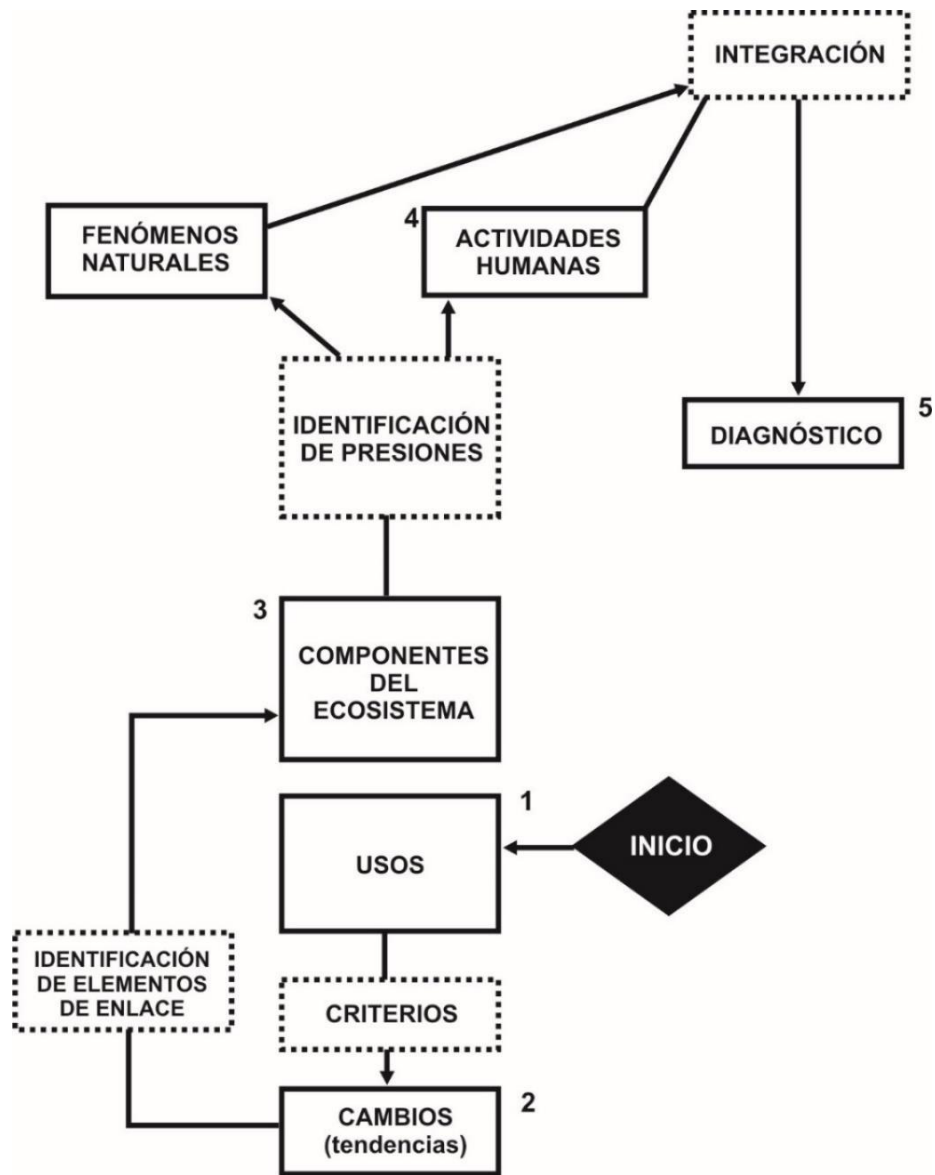 INTEGRACIÓN
FENÓMENOS
NATURALES
4
ACTIVIDADES
HUMANAS
IDENTIFICACIÓN
DE PRESIONES
5
DIAGNÓSTICO
3
COMPONENTES
DEL
ECOSISTEMA
1
USOS
INICIO
IDENTIFICACIÓN
DE ELEMENTOS
DE ENLACE
CRITERIOS
2
CAMBIOS
(tendencias)